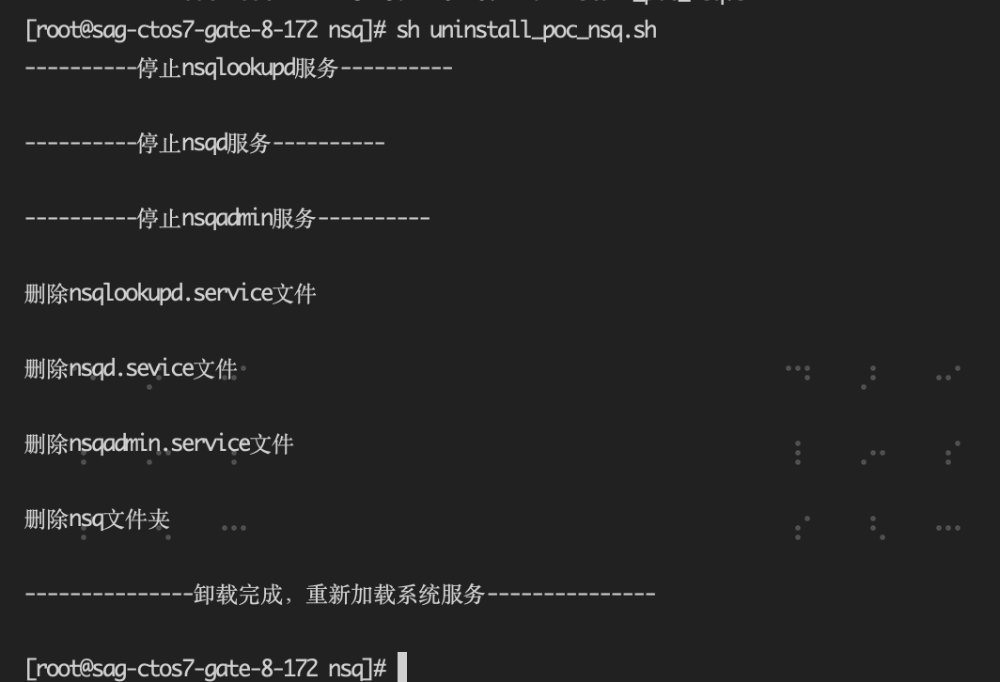 [root@sag-ctos7-gate-8-172 nsq]# sh uninstall_poc_nsq.sh
----------停止nsqlookupd服务----------
----------停止nsqd服务----------
----------停止nsqadmin服务----------
删除nsqlookupd.service文件
删除nsqd.sevice文件
删除nsqadmin.service文件
删除nsq文件夹
---------------卸载完成，重新加载系统服务---------------
[root@sag-ctos7-gate-8-172 nsq]#